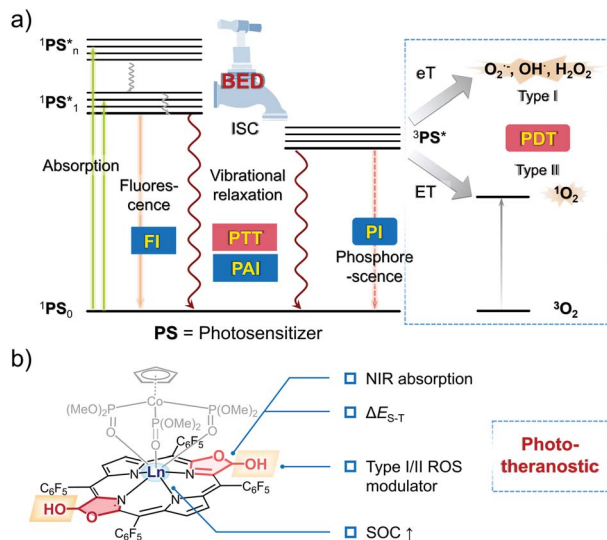 a)
¹PS*ₙ
BED
ISC
¹PS*₁
Absorption
Fluores-
cence
FI
Vibrational
relaxation
PTT
PAI
PI
Phosphore
-scence
³PS*
eT
O₂˙⁻, OH˙, H₂O₂
Type I
PDT
Type II
ET
¹O₂
³O₂
¹PS₀
PS = Photosensitizer
b)
Co
(MeO)₂P
P(OMe)₂
P(OMe)₂
O
O
O
C₆F₅
C₆F₅
C₆F₅
C₆F₅
N
N
N
N
Ln
O
OH
HO
O
NIR absorption
ΔE_S-T
Type I/II ROS
modulator
SOC ↑
Photo-
theranostic